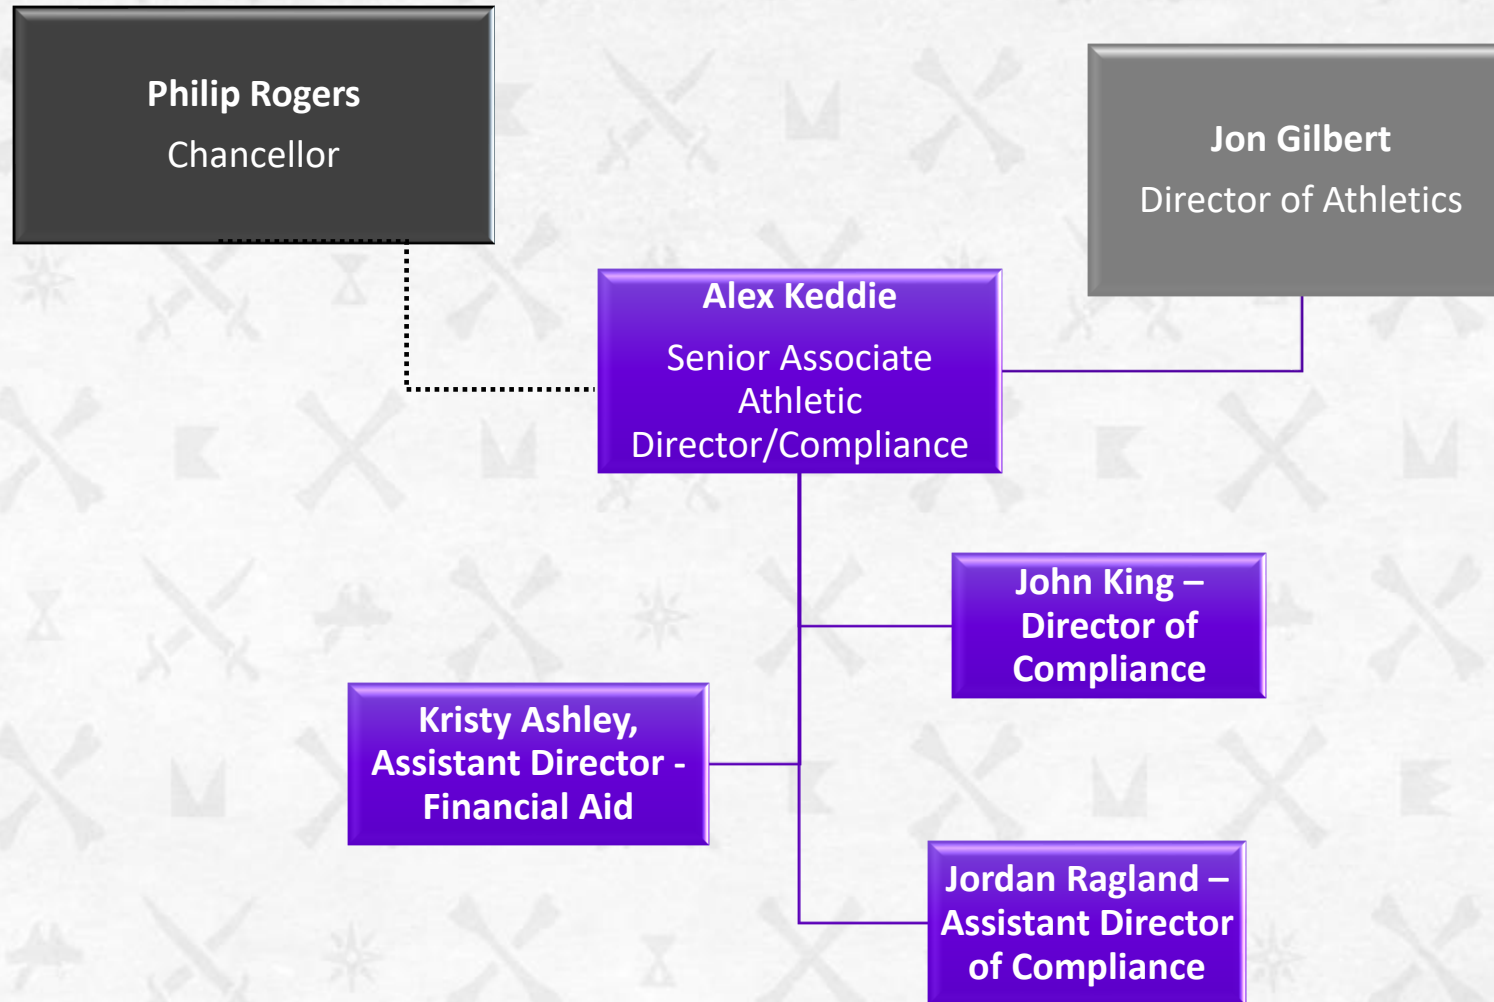 Philip Rogers
Chancellor
Jon Gilbert
Director of Athletics
Alex Keddie
Senior Associate
Athletic
Director/Compliance
John King –
Director of
Compliance
Kristy Ashley,
Assistant Director -
Financial Aid
Jordan Ragland –
Assistant Director
of Compliance